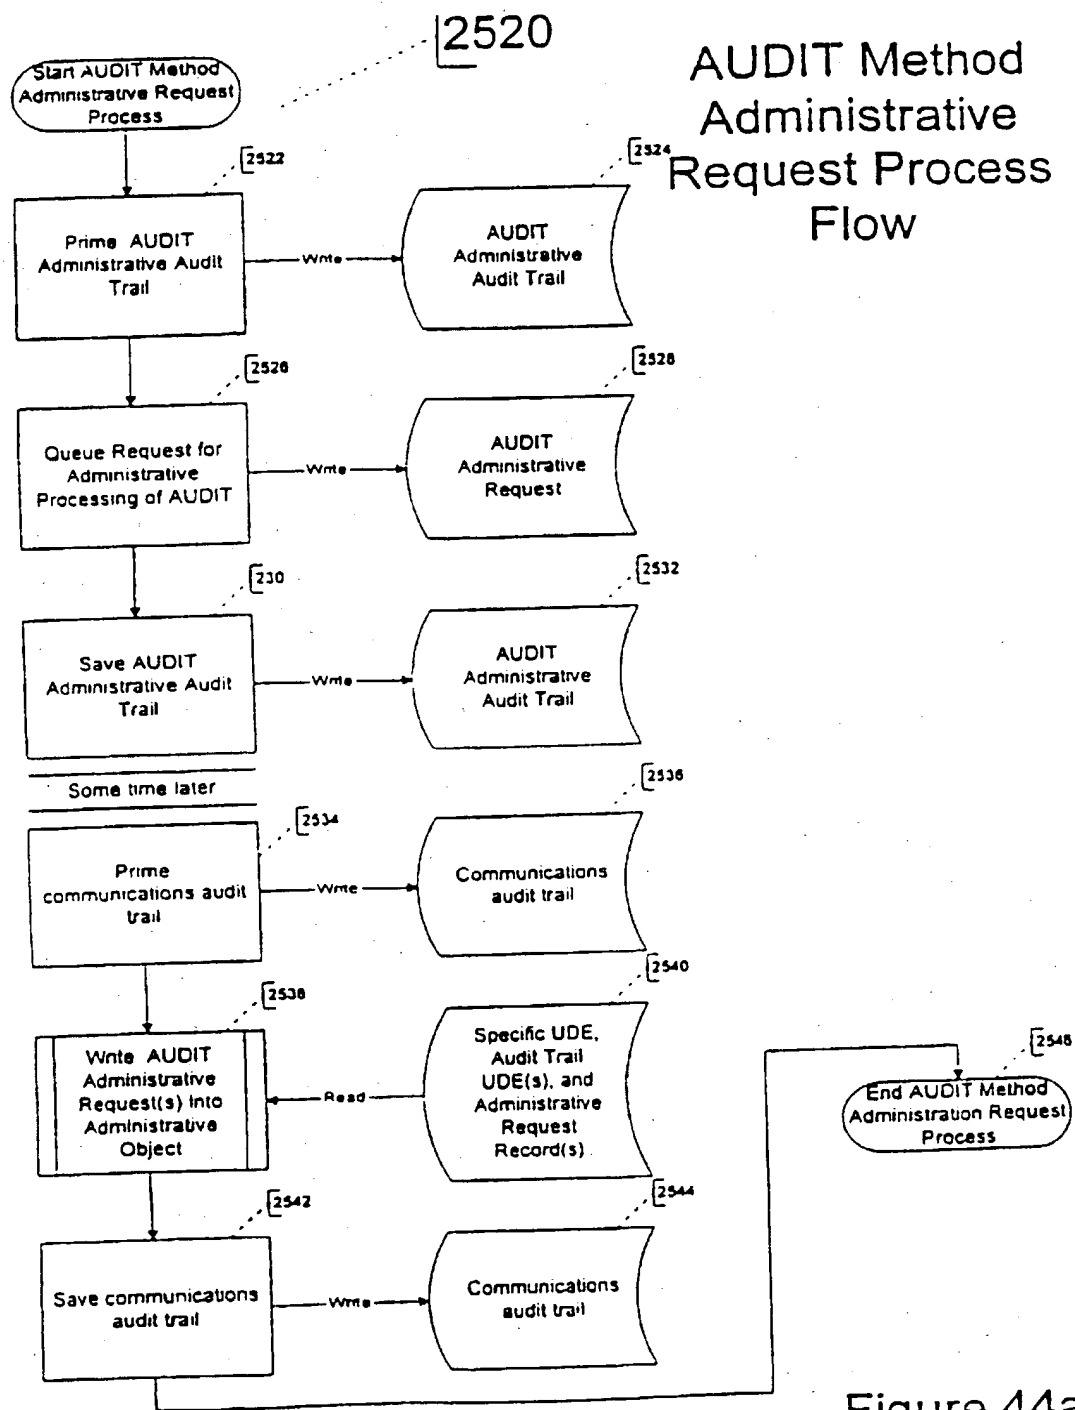 2520
AUDIT Method
Administrative
Request Process
Flow
Start AUDIT Method
Administrative Request
Process
2522
Prime AUDIT
Administrative Audit
Trail
Write
2524
AUDIT
Administrative
Audit Trail
2526
Queue Request for
Administrative
Processing of AUDIT
Write
2528
AUDIT
Administrative
Request
230
Save AUDIT
Administrative Audit
Trail
Write
2532
AUDIT
Administrative
Audit Trail
Some time later
2534
Prime
communications audit
trail
Write
2536
Communications
audit trail
2538
Write AUDIT
Administrative
Request(s) Into
Administrative
Object
Read
2540
Specific UDE,
Audit Trail
UDE(s), and
Administrative
Request
Record(s)
2542
Save communications
audit trail
Write
2544
Communications
audit trail
2546
End AUDIT Method
Administration Request
Process
Figure 44a